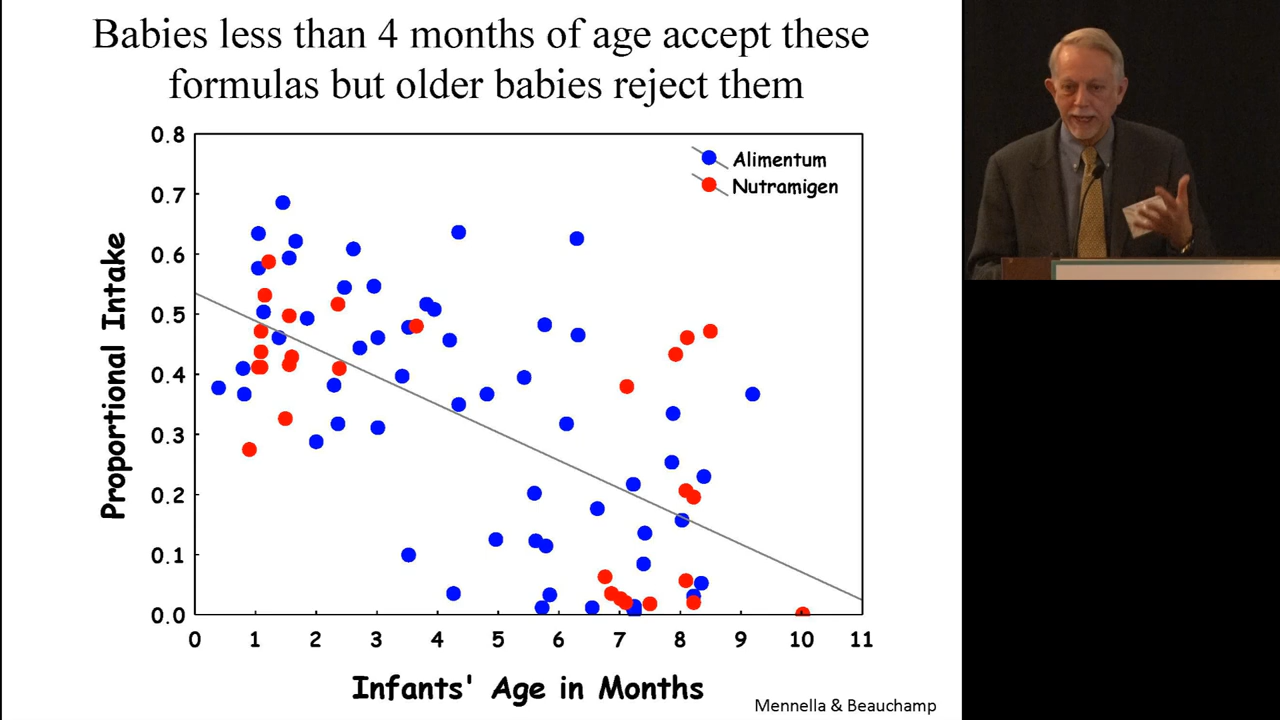 Babies less than 4 months of age accept these
formulas but older babies reject them
Alimentum
Nutramigen
Proportional Intake
0.8
0.7
0.6
0.5
0.4
0.3
0.2
0.1
0.0
0 1 2 3 4 5 6 7 8 9 10 11
Infants' Age in Months
Mennella & Beauchamp